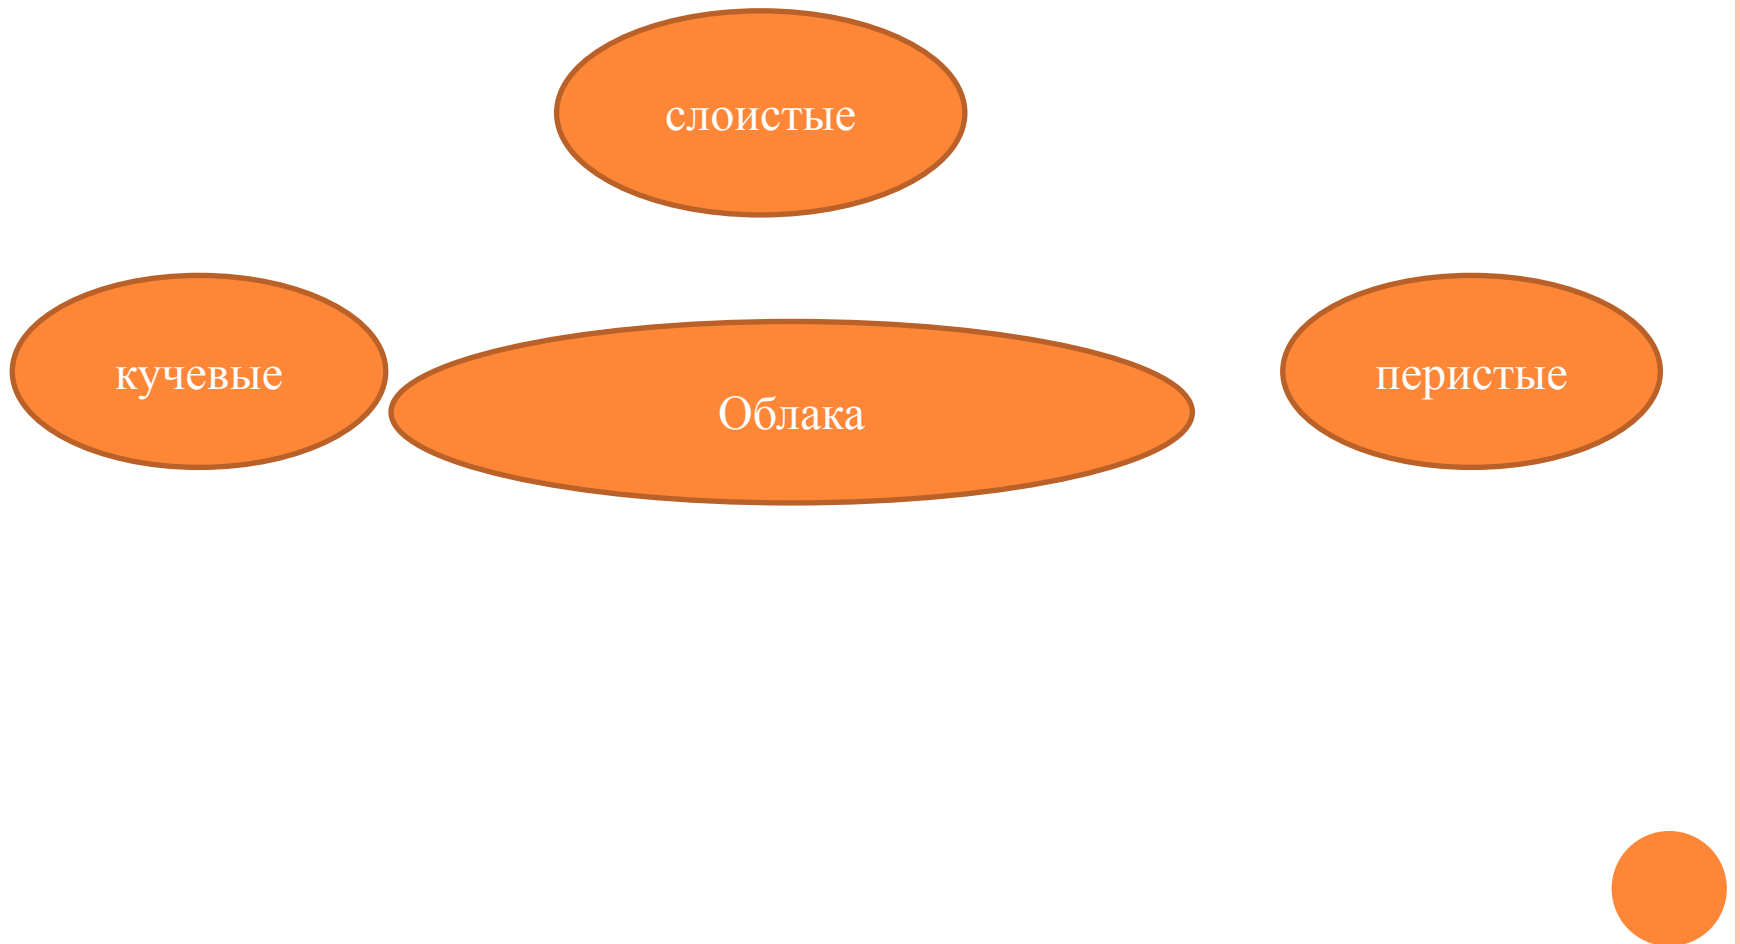 слоистые
кучевые
Облака
перистые